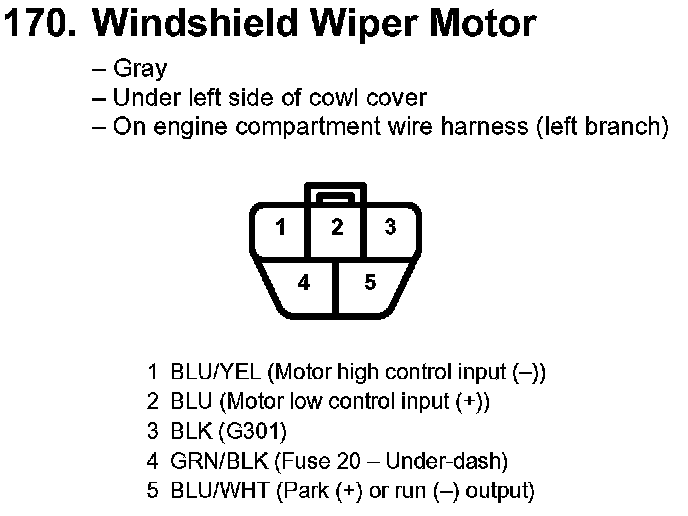 170. Windshield Wiper Motor
– Gray
– Under left side of cowl cover
– On engine compartment wire harness (left branch)
1 2 3
4 5
1 BLU/YEL (Motor high control input (–))
2 BLU (Motor low control input (+))
3 BLK (G301)
4 GRN/BLK (Fuse 20 – Under-dash)
5 BLU/WHT (Park (+) or run (–) output)